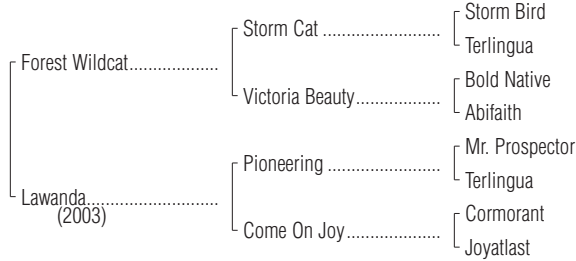 Storm Bird
Storm Cat ........................
Terlingua
Forest Wildcat..................
Bold Native
Victoria Beauty.................
Abifaith
Mr. Prospector
Pioneering .......................
Terlingua
Lawanda...........................
(2003)
Cormorant
Come On Joy...................
Joyatlast